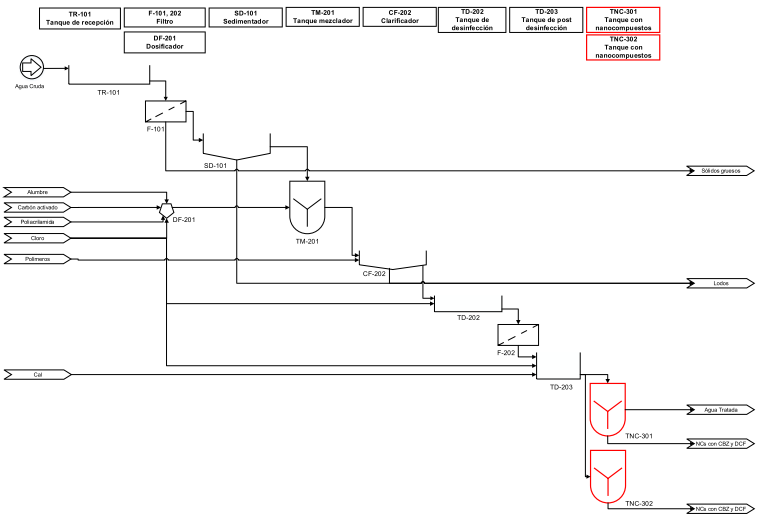 TR-101
Tanque de recepción
F-101, 202
Filtro
SD-101
Sedimentador
TM-201
Tanque mezclador
CF-202
Clarificador
TD-202
Tanque de
desinfección
TD-203
Tanque de post
desinfección
TNC-301
Tanque con
nanocompuestos
DF-201
Dosificador
TNC-302
Tanque con
nanocompuestos
Agua Cruda
TR-101
F-101
SD-101
Sólidos gruesos
Alumbre
Carbón activado
Poliacrilamida
DF-201
Cloro
TM-201
Polímeros
CF-202
Lodos
TD-202
F-202
Cal
TD-203
Agua Tratada
TNC-301
NCs con CBZ y DCF
TNC-302
NCs con CBZ y DCF